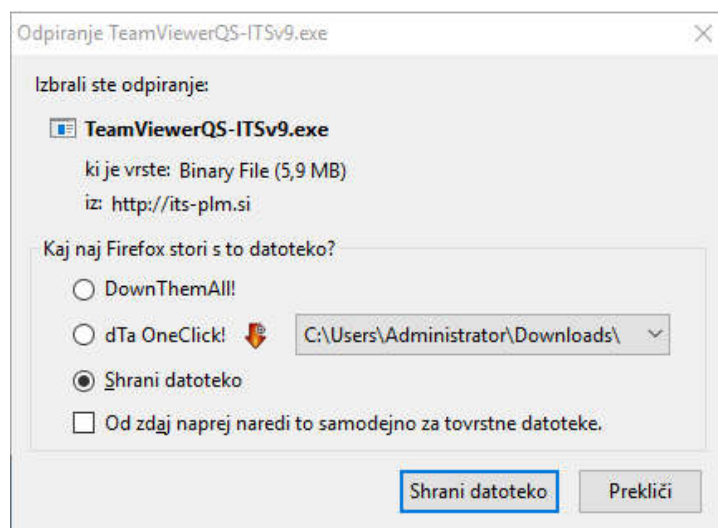 Odpiranje TeamViewerQS-ITSv9.exe
Izbrali ste odpiranje:
TeamViewerQS-ITSv9.exe
ki je vrste: Binary File (5,9 MB)
iz: http://its-plm.si
Kaj naj Firefox stori s to datoteko?
DownThemAll!
dTa OneClick! C:\Users\Administrator\Downloads\
Shrani datoteko
Od zdaj naprej naredi to samodejno za tovrstne datoteke.
Shrani datoteko Prekliči